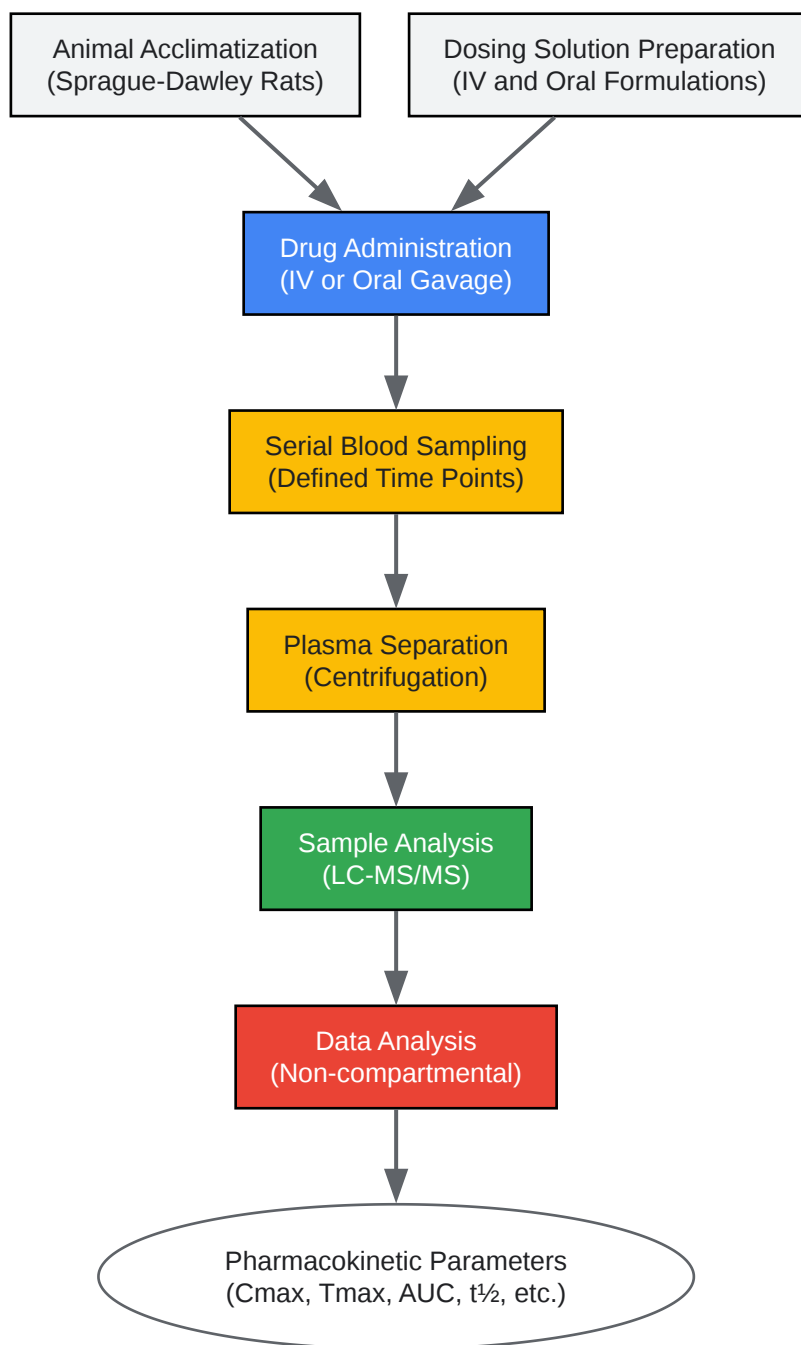 Animal Acclimatization
(Sprague-Dawley Rats)
Dosing Solution Preparation
(IV and Oral Formulations)
Drug Administration
(IV or Oral Gavage)
Serial Blood Sampling
(Defined Time Points)
Plasma Separation
(Centrifugation)
Sample Analysis
(LC-MS/MS)
Data Analysis
(Non-compartmental)
Pharmacokinetic Parameters
(Cmax, Tmax, AUC, t½, etc.)